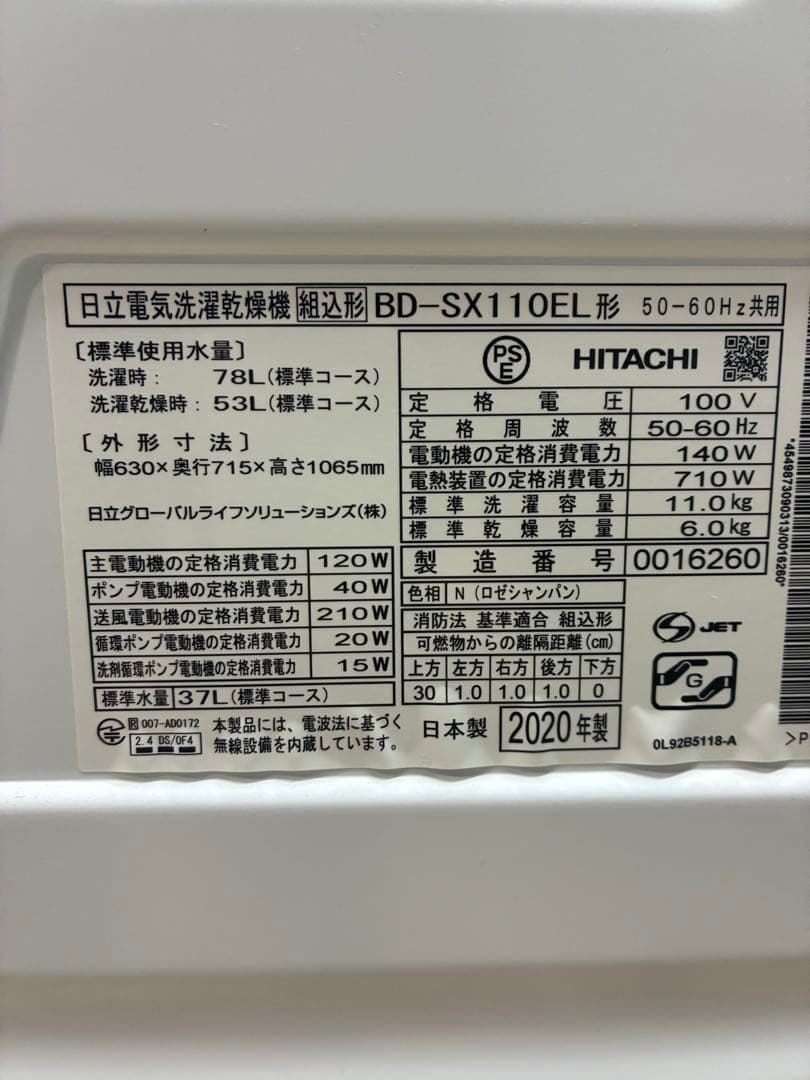 日立電気洗濯乾燥機 組込形 BD-SX110EL形 50-60Hz共用
〔標準使用水量〕
洗濯時： 78L(標準コース)
洗濯乾燥時：53L(標準コース)
〔外形寸法〕
幅630×奥行715×高さ1065mm
日立グローバルライフソリューションズ(株)
PS
E
HITACHI
定格電圧 100V
定格周波数 50-60Hz
電動機の定格消費電力 140W
電熱装置の定格消費電力 710W
標準洗濯容量 11.0kg
標準乾燥容量 6.0kg
製造番号 0016260
主電動機の定格消費電力 120W
ポンプ電動機の定格消費電力 40W
送風電動機の定格消費電力 210W
循環ポンプ電動機の定格消費電力 20W
洗剤循環ポンプ電動機の定格消費電力 15W
標準水量 37L(標準コース)
色相 N（ロゼシャンパン）
消防法 基準適合 組込形
可燃物からの離隔距離(cm)
上方 左方 右方 後方 下方
30 1.0 1.0 1.0 0
S JET
G
007-AD0172
2.4 DS/OF4
本製品には、電波法に基づく
無線設備を内蔵しています。
日本製 2020年製
0L92B5118-A
*4549873090313/0016260*
>P